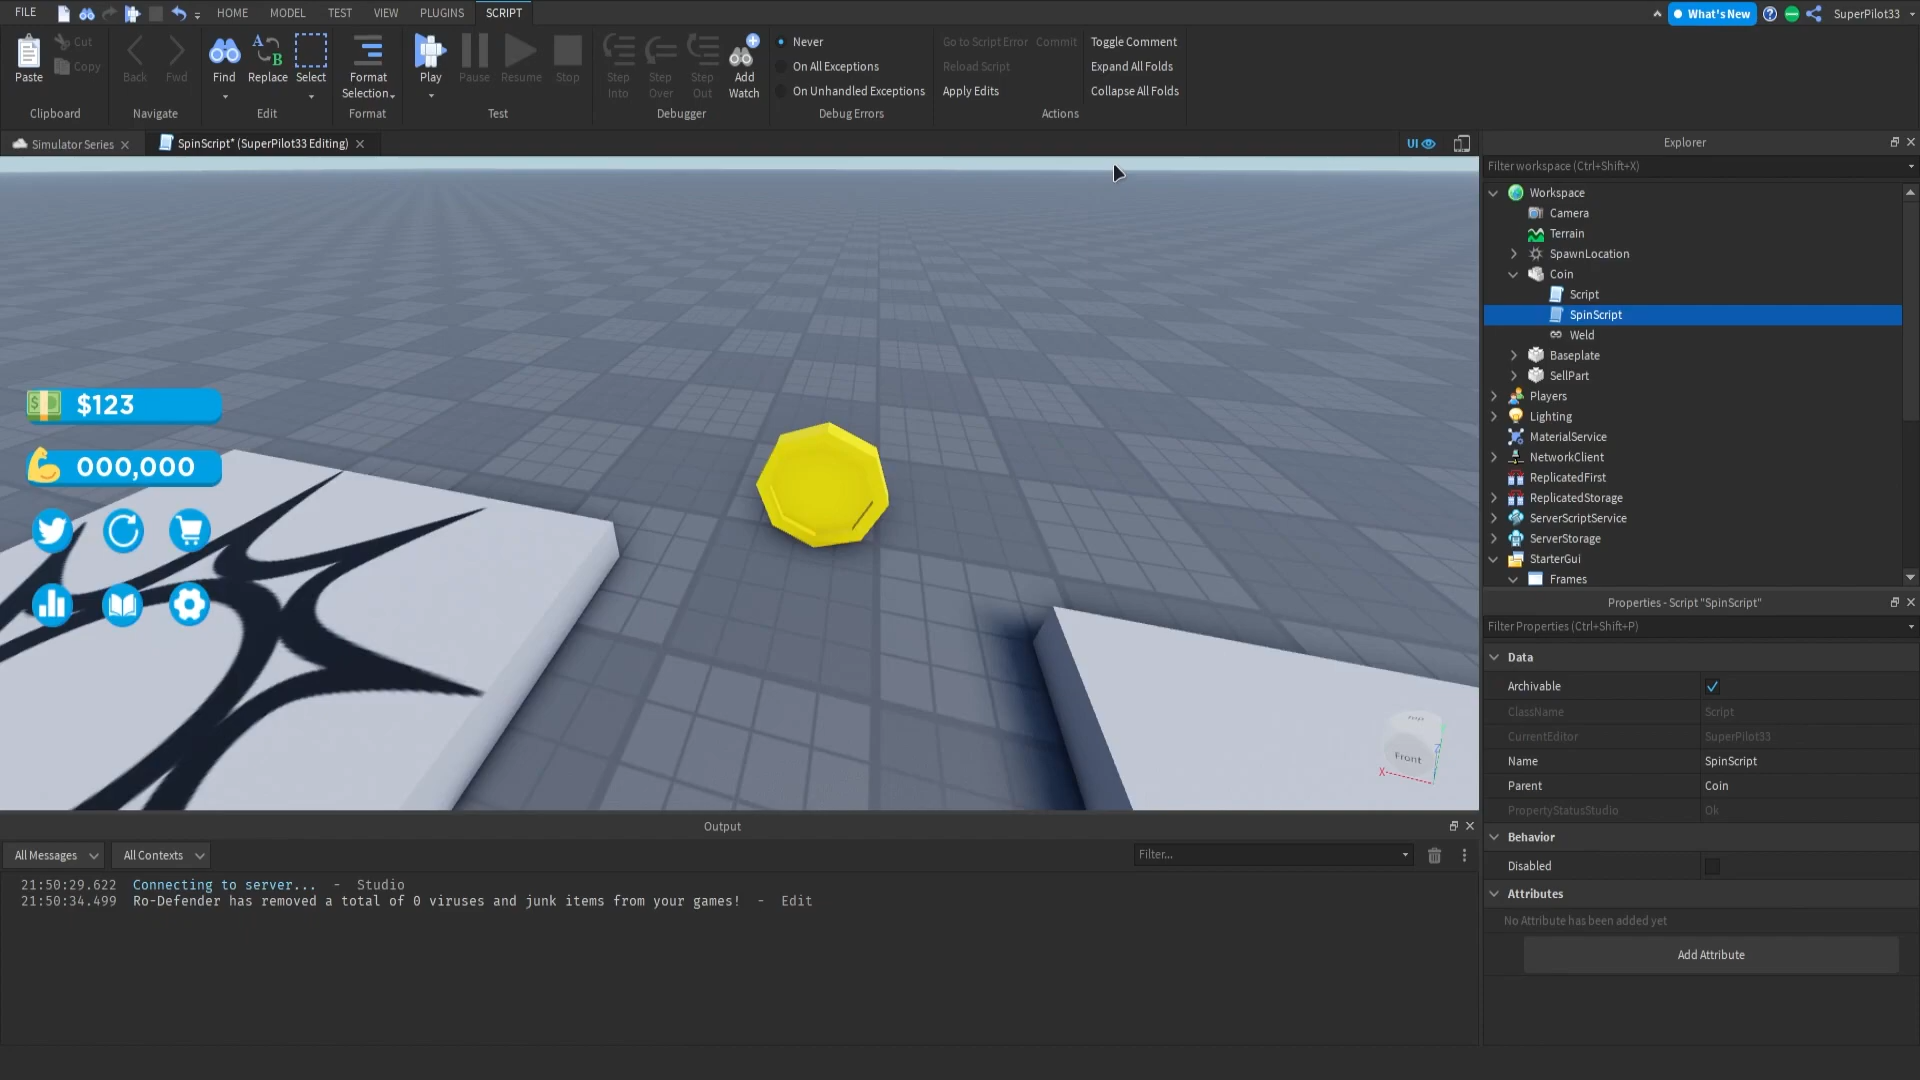 FILE
HOME
MODEL
TEST
VIEW
PLUGINS
SCRIPT
What's New
SuperPilot33
Paste
Cut
Copy
Clipboard
Back
Fwd
Navigate
Find
Replace
Select
Edit
Format
Selection
Format
Play
Pause
Resume
Stop
Test
Step
Into
Step
Over
Step
Out
Add
Watch
Debugger
Never
On All Exceptions
On Unhandled Exceptions
Debug Errors
Go to Script Error
Commit
Reload Script
Apply Edits
Toggle Comment
Expand All Folds
Collapse All Folds
Actions
Simulator Series
SpinScript* (SuperPilot33 Editing)
UI
$123
000,000
Front
Explorer
Filter workspace (Ctrl+Shift+X)
Workspace
Camera
Terrain
SpawnLocation
Coin
Script
SpinScript
Weld
Baseplate
SellPart
Players
Lighting
MaterialService
NetworkClient
ReplicatedFirst
ReplicatedStorage
ServerScriptService
ServerStorage
StarterGui
Frames
Properties - Script "SpinScript"
Filter Properties (Ctrl+Shift+P)
Data
Archivable
ClassName Script
CurrentEditor SuperPilot33
Name SpinScript
Parent Coin
PropertyStatusStudio Ok
Behavior
Disabled
Attributes
No Attribute has been added yet
Add Attribute
Output
All Messages
All Contexts
Filter...
21:50:29.622 Connecting to server... - Studio
21:50:34.499 Ro-Defender has removed a total of 0 viruses and junk items from your games! - Edit